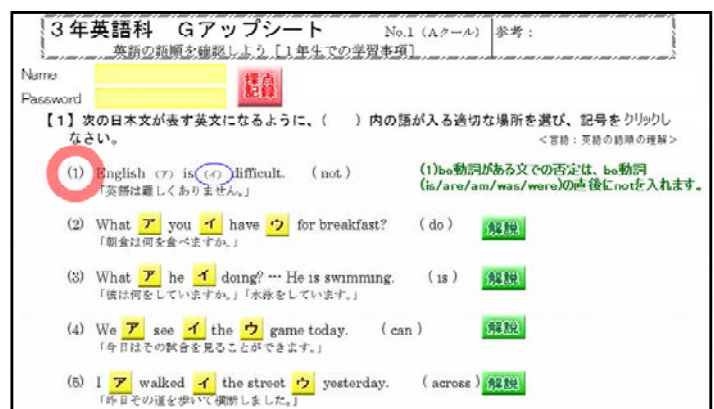 3年英語科 Gアップシート No.1 (Aクール) 参考:
英語の語順を確認しよう [1年生での学習事項]
Name
採点
記録
Password
【1】次の日本文が表す英文になるように、( )内の語が入る適切な場所を選び、記号をクリックし
なさい。 <言語:英語の語順の理解>
(1) English (ア) is (イ) difficult. (not)
「英語は難しくありません。」
(1)be動詞がある文での否定は、be動詞
(is/are/am/was/were)の直後にnotを入れます。
(2) What ア you イ have ウ for breakfast? (do) 解説
「朝食は何を食べますか。」
(3) What ア he イ doing? … He is swimming. (is) 解説
「彼は何をしていますか。」「水泳をしています。」
(4) We ア see イ the ウ game today. (can) 解説
「今日はその試合を見ることができます。」
(5) I ア walked イ the street ウ yesterday. (across) 解説
「昨日その道を歩いて横断しました。」